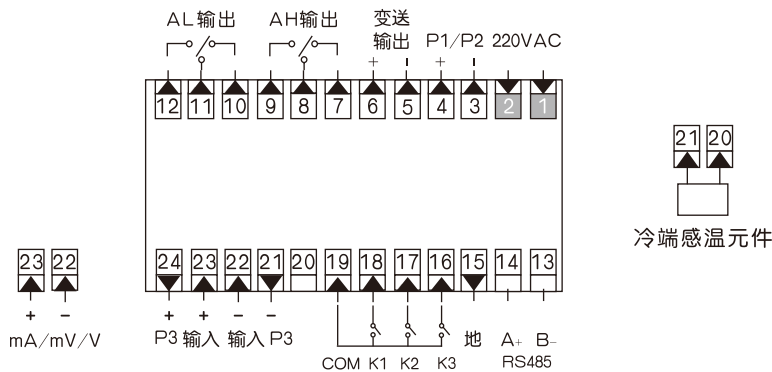 AL输出 AH输出 变送
输出 P1/P2 220VAC
+ - + -
12 11 10 9 8 7 6 5 4 3 2 1
21 20
冷端感温元件
23 22
24 23 22 21 20 19 18 17 16 15 14 13
+ - + + - -
mA/mV/V P3 输入 输入 P3 地 A+ B-
COM K1 K2 K3 RS485